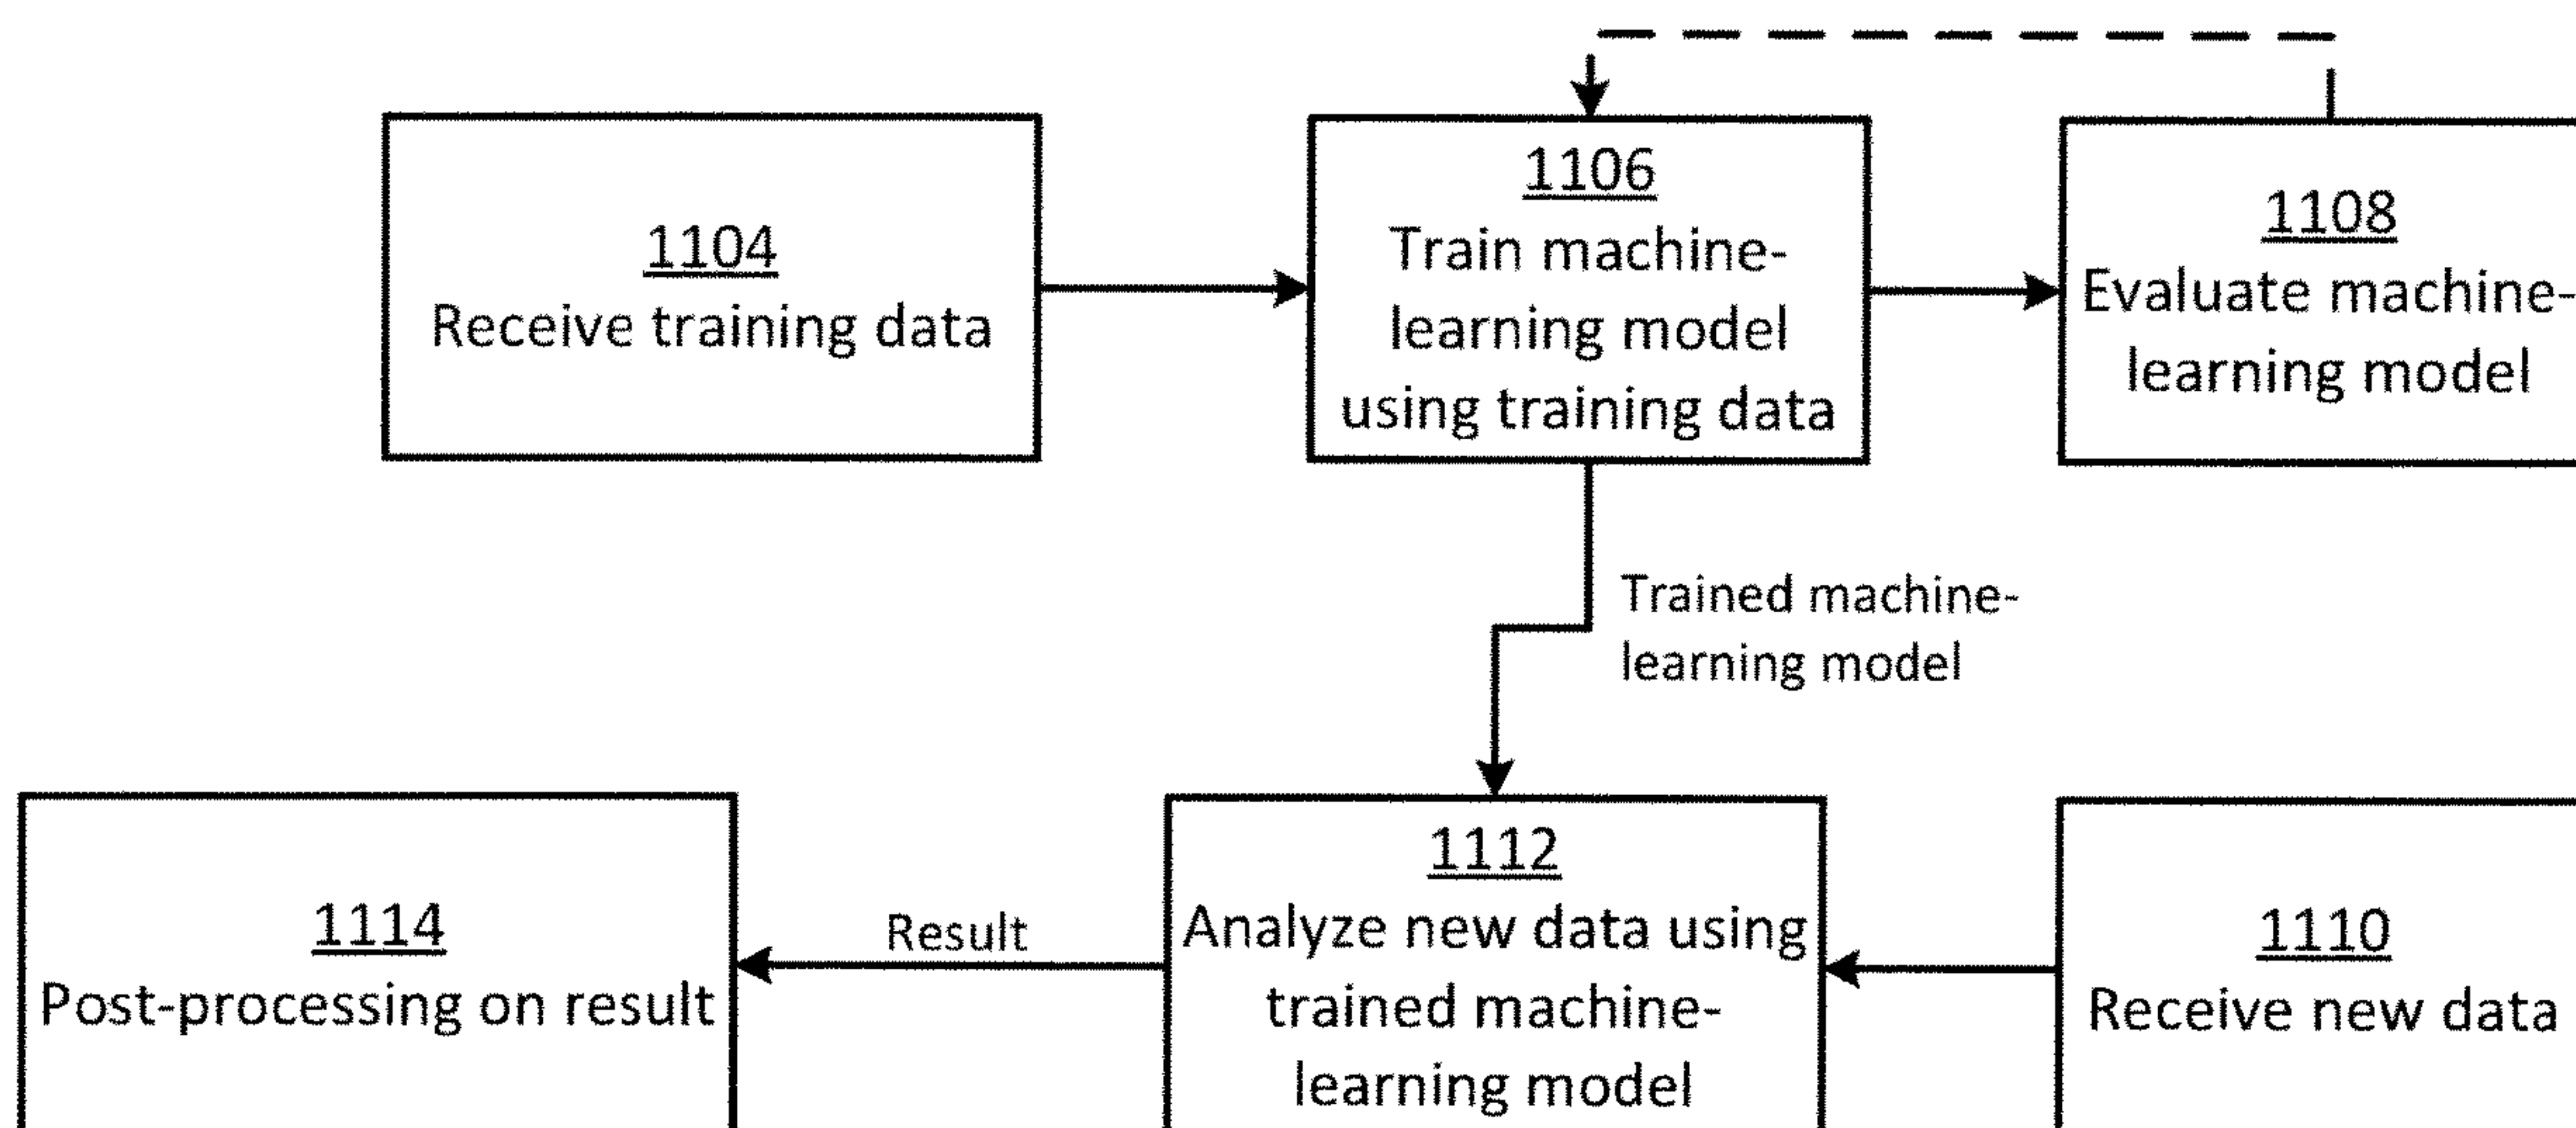 1104
Receive training data
1106
Train machine-
learning model
using training data
1108
Evaluate machine-
learning model
Trained machine-
learning model
1114
Post-processing on result
Result
1112
Analyze new data using
trained machine-
learning model
1110
Receive new data